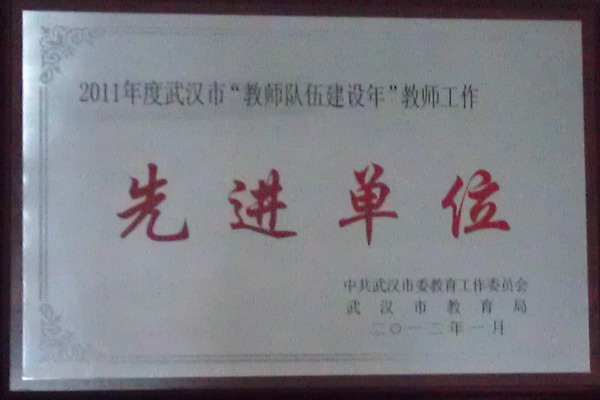 2011年度武汉市“教师队伍建设年”教师工作
先进单位
中共武汉市委教育工作委员会
武汉市教育局
二〇一二年一月